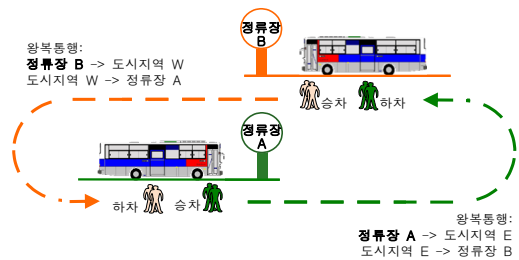 정류장
B
왕복통행:
정류장 B -> 도시지역 W
도시지역 W -> 정류장 A
승차
하차
정류장
A
하차
승차
왕복통행:
정류장 A -> 도시지역 E
도시지역 E -> 정류장 B